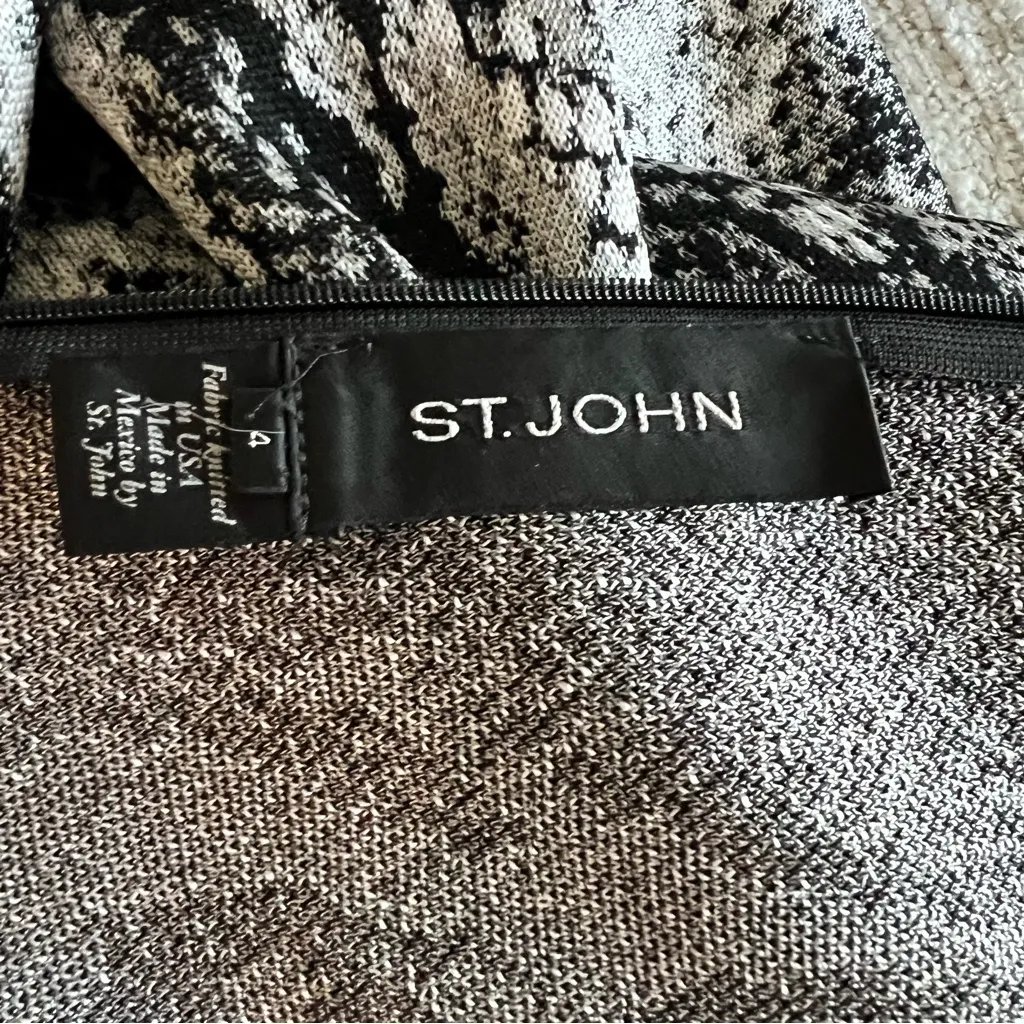 ST. JOHN
4
Fabric knitted
in USA
Made in
Mexico by
St. John